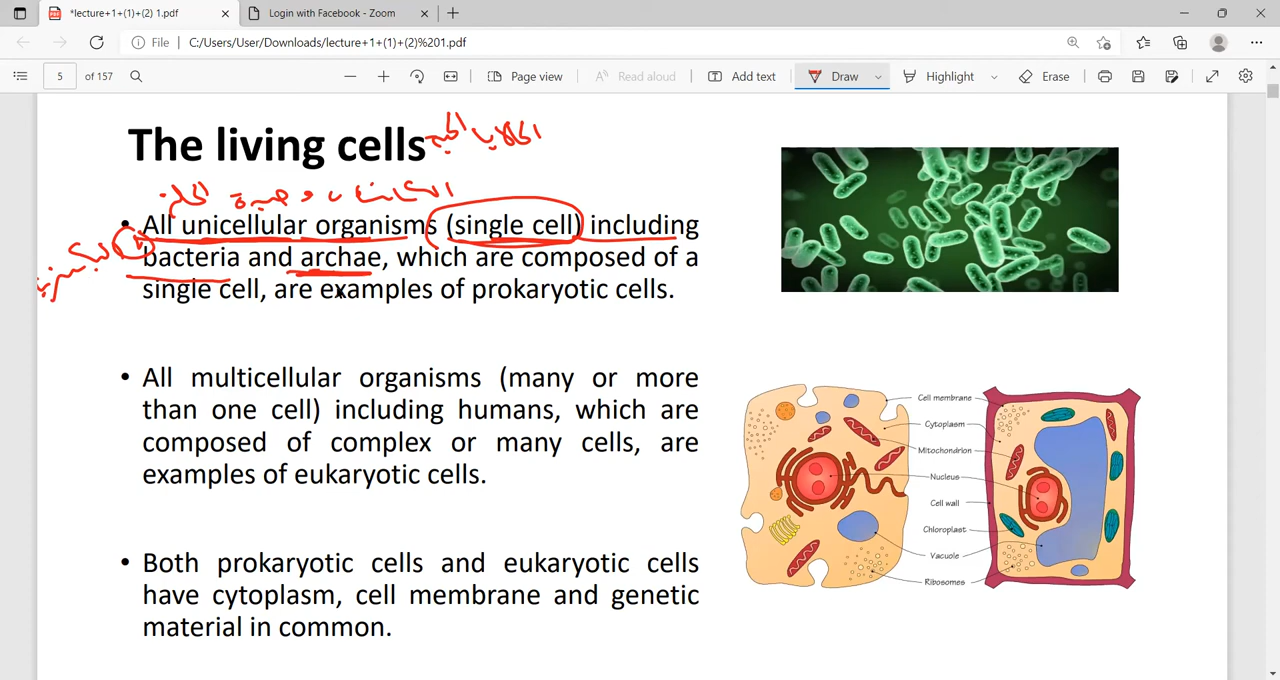 *lecture+1+(1)+(2) 1.pdf
Login with Facebook - Zoom
File
C:/Users/User/Downloads/lecture+1+(1)+(2)%201.pdf
5 of 157
Page view
Read aloud
Add text
Draw
Highlight
Erase
The living cells
• All unicellular organisms (single cell) including
bacteria and archae, which are composed of a
single cell, are examples of prokaryotic cells.
• All multicellular organisms (many or more
than one cell) including humans, which are
composed of complex or many cells, are
examples of eukaryotic cells.
• Both prokaryotic cells and eukaryotic cells
have cytoplasm, cell membrane and genetic
material in common.
Cell membrane
Cytoplasm
Mitochondrion
Nucleus
Cell wall
Chloroplast
Vacuole
Ribosomes